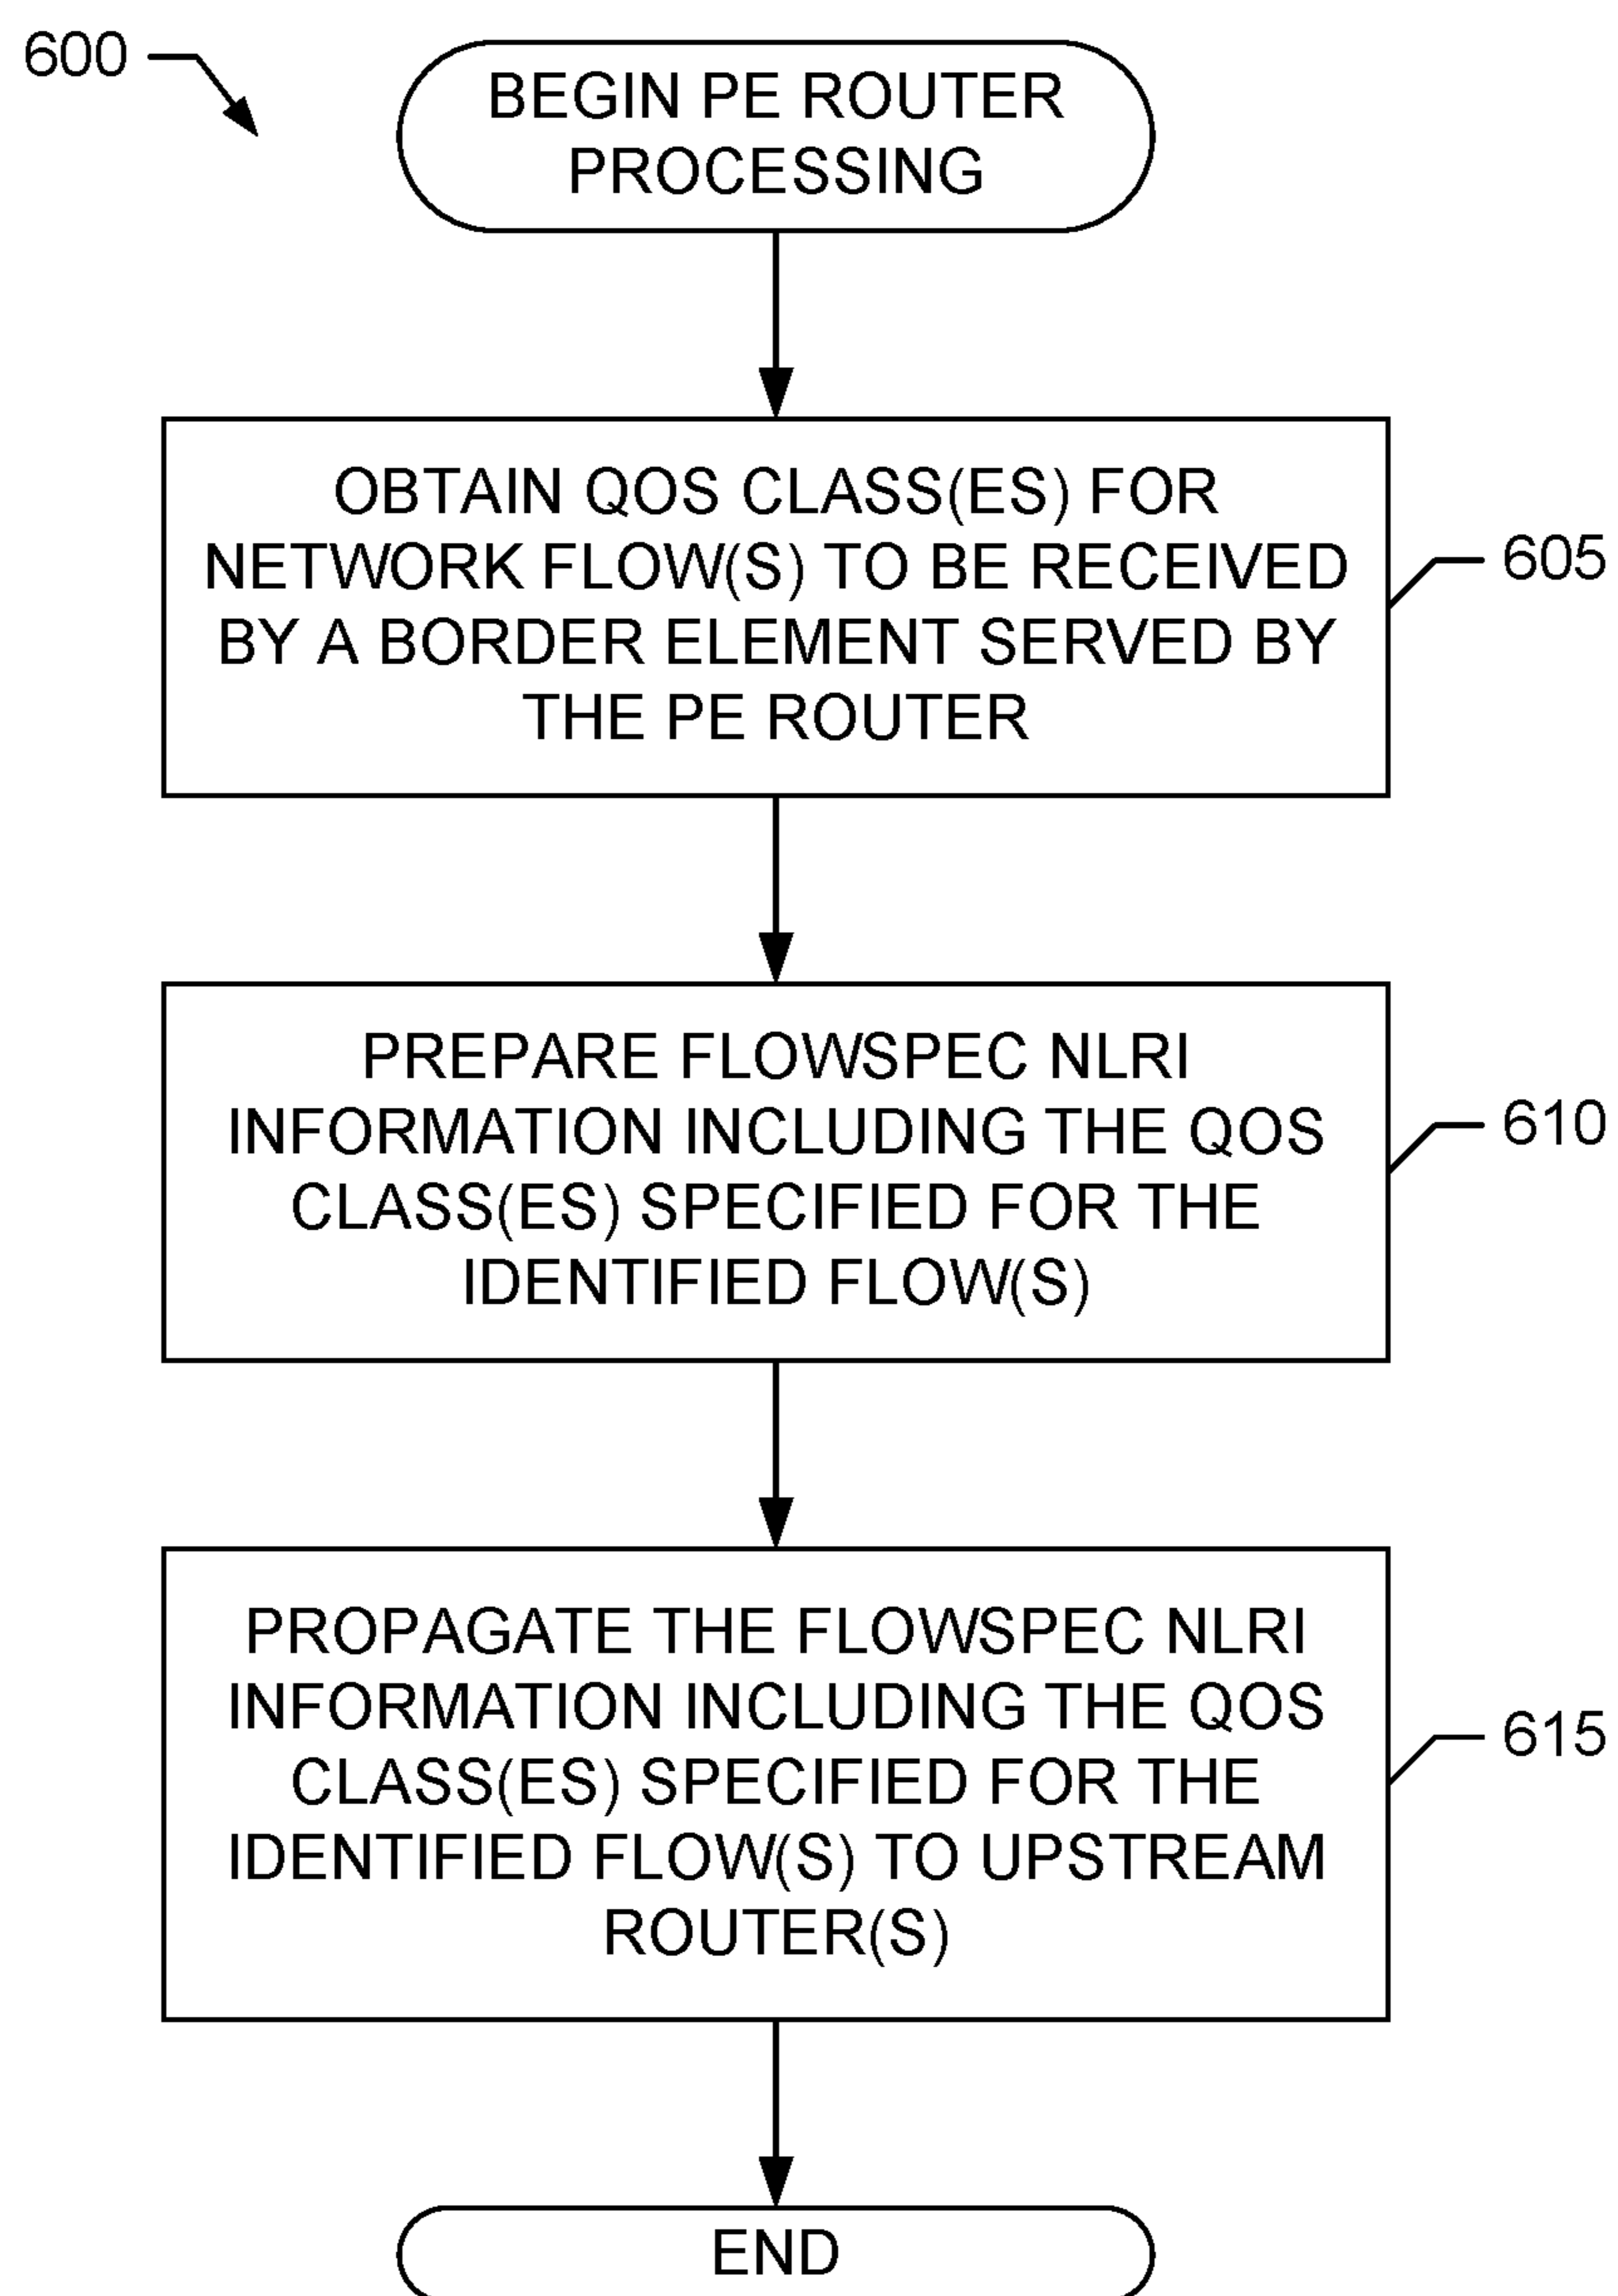 600
BEGIN PE ROUTER
PROCESSING
OBTAIN QOS CLASS(ES) FOR
NETWORK FLOW(S) TO BE RECEIVED
BY A BORDER ELEMENT SERVED BY
THE PE ROUTER
605
PREPARE FLOWSPEC NLRI
INFORMATION INCLUDING THE QOS
CLASS(ES) SPECIFIED FOR THE
IDENTIFIED FLOW(S)
610
PROPAGATE THE FLOWSPEC NLRI
INFORMATION INCLUDING THE QOS
CLASS(ES) SPECIFIED FOR THE
IDENTIFIED FLOW(S) TO UPSTREAM
ROUTER(S)
615
END